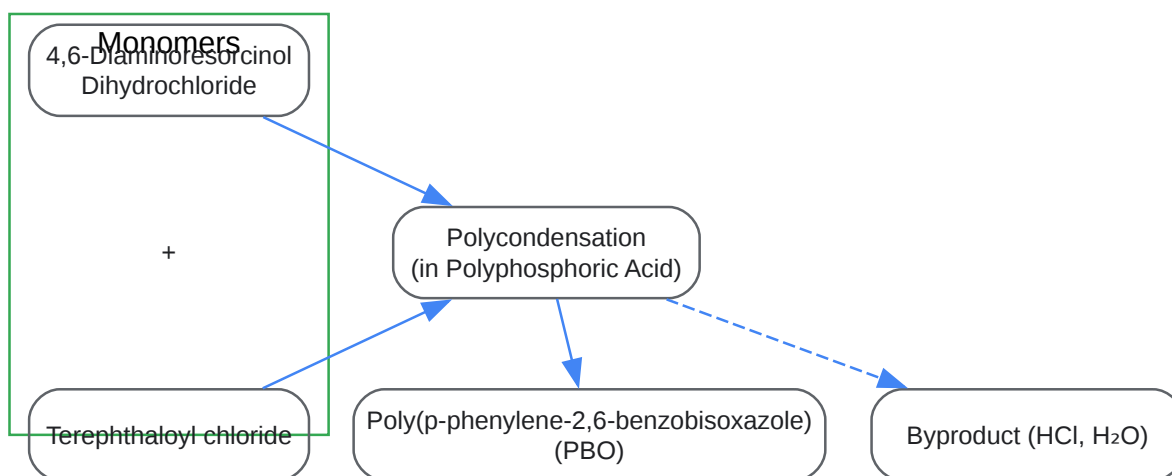 Monomers
4,6-Diaminoresorcinol
Dihydrochloride
+
Polycondensation
(in Polyphosphoric Acid)
Terephthaloyl chloride
Poly(p-phenylene-2,6-benzobisoxazole)
(PBO)
Byproduct (HCl, H₂O)